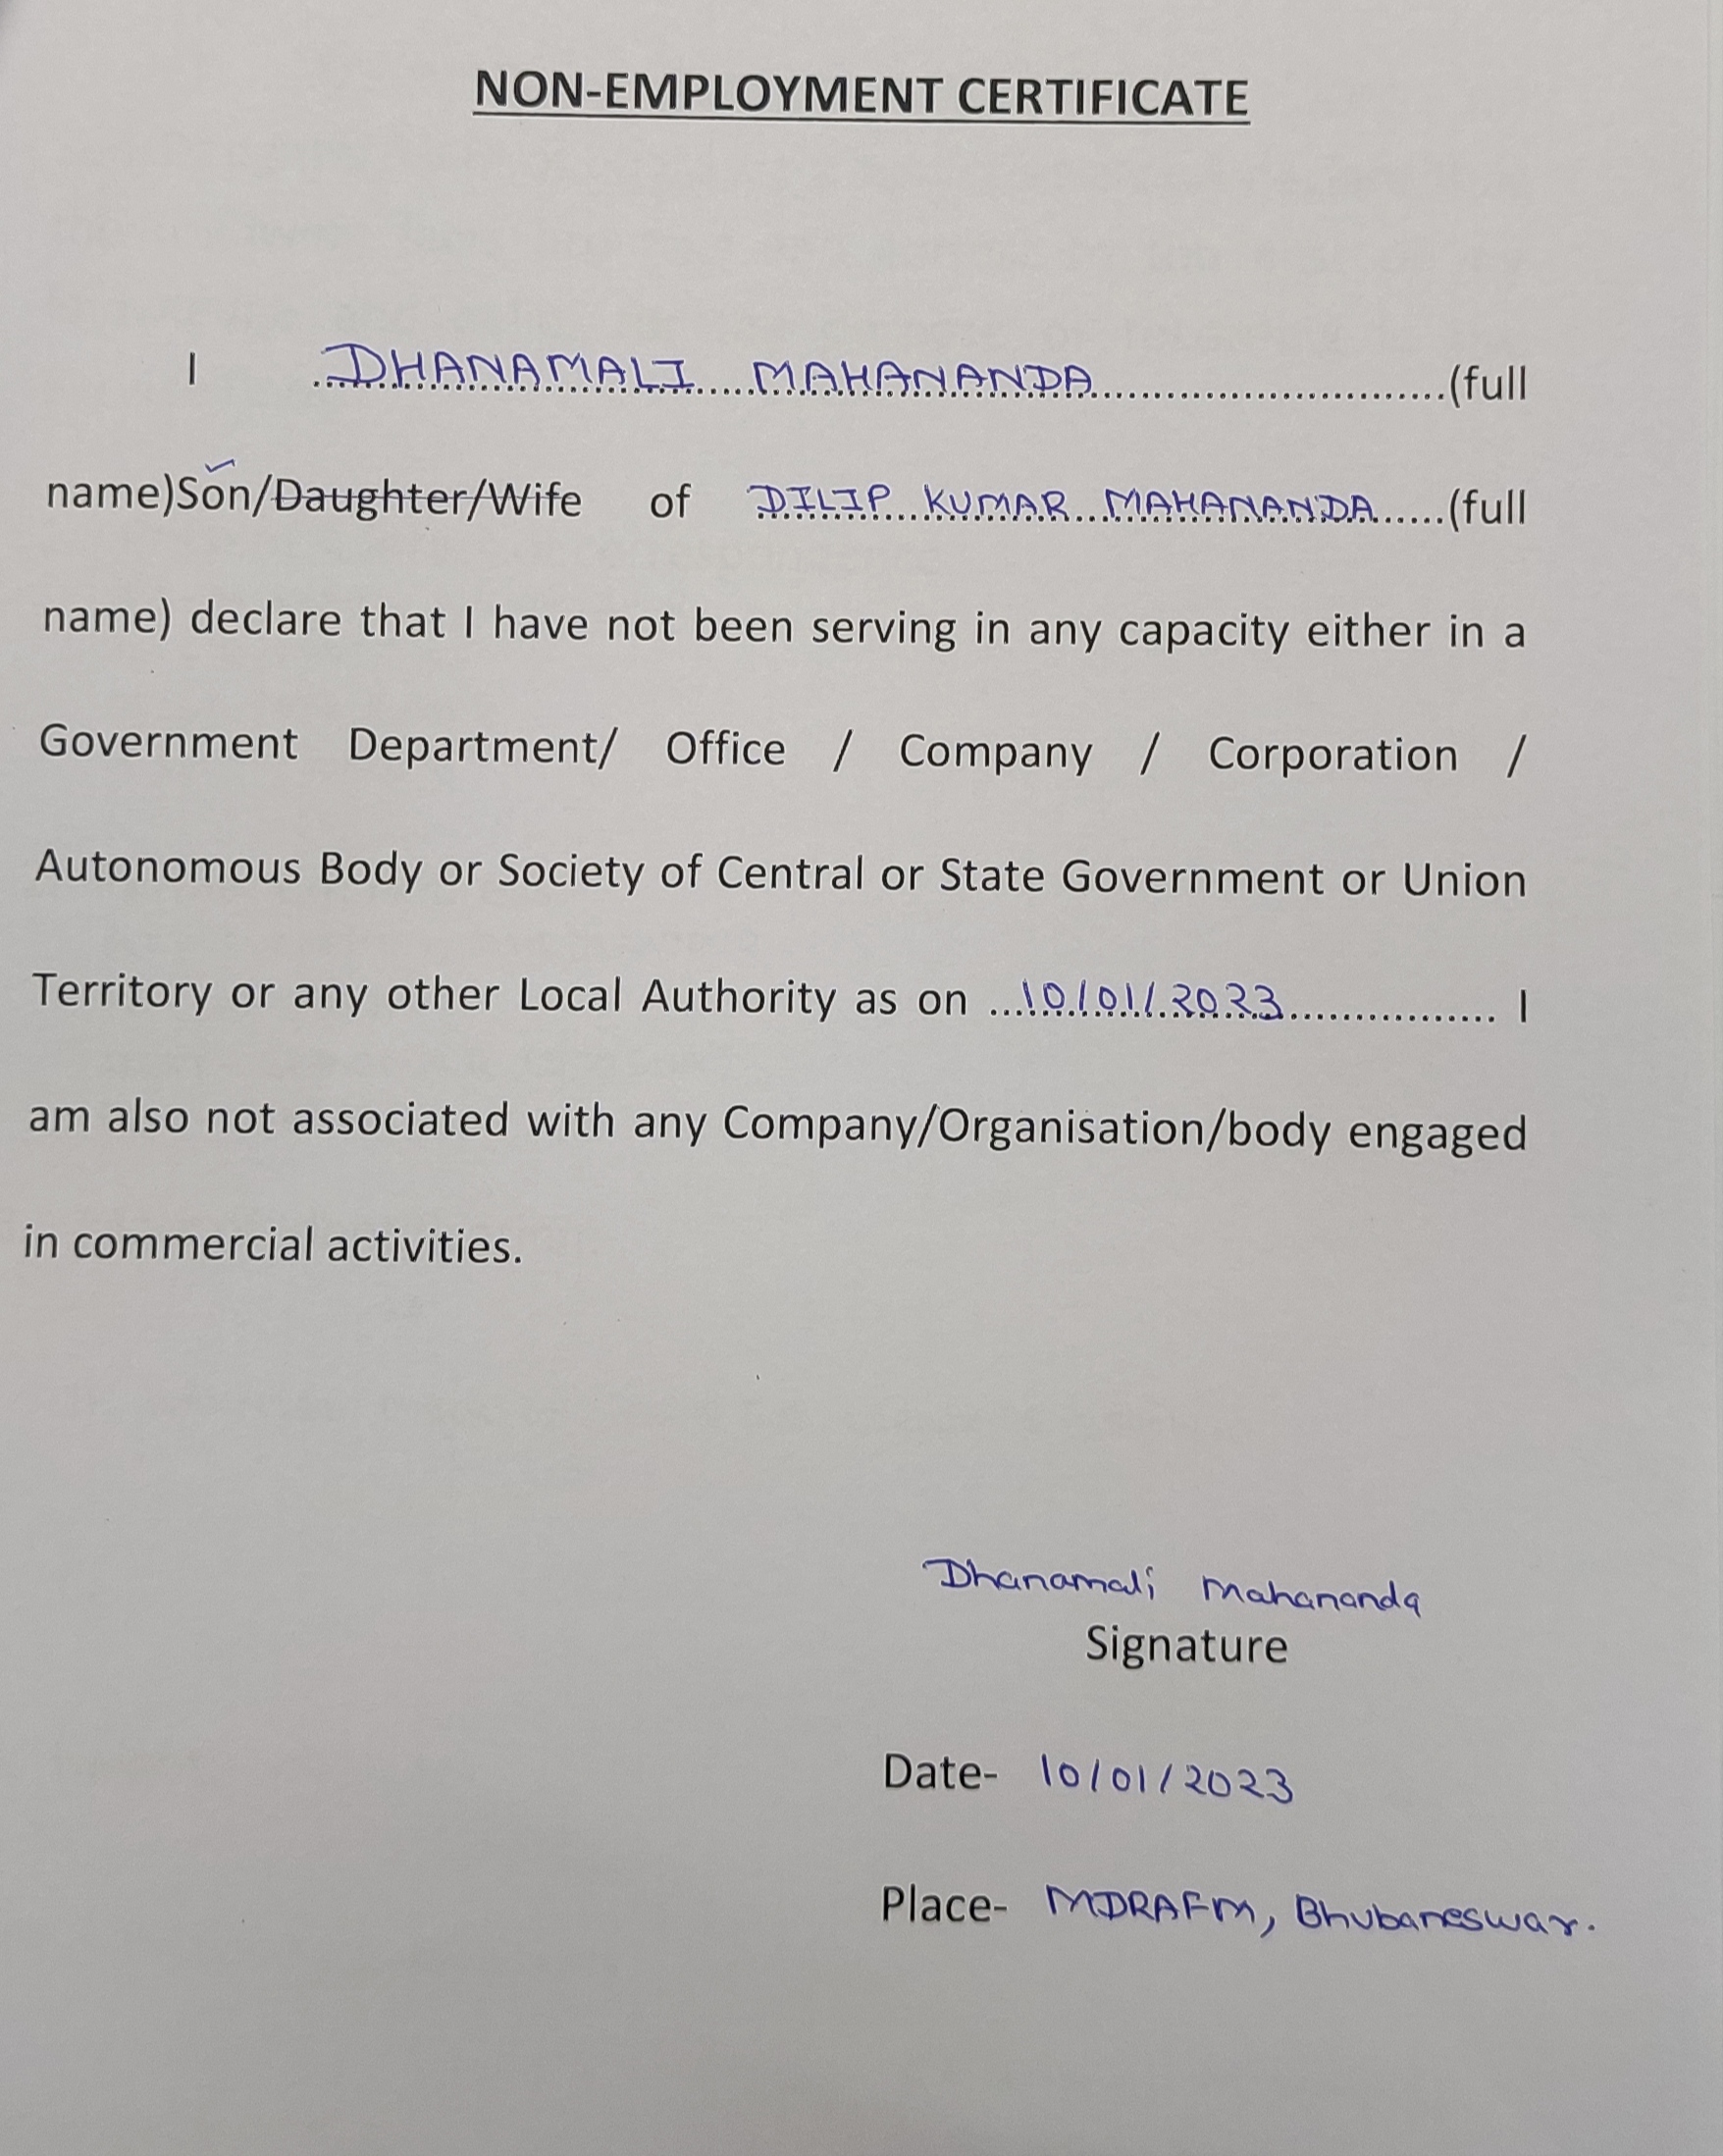 NON-EMPLOYMENT CERTIFICATE
I ...DHANAMALI MAHANANDA...(full
name)Son/Daughter/Wife of DILIP KUMAR MAHANANDA......(full
name) declare that I have not been serving in any capacity either in a
Government Department/ Office / Company / Corporation /
Autonomous Body or Society of Central or State Government or Union
Territory or any other Local Authority as on ...10/01/2023................ I
am also not associated with any Company/Organisation/body engaged
in commercial activities.
Dhanamali Mahananda
Signature
Date- 10/01/2023
Place- MDRAFM, Bhubaneswar.